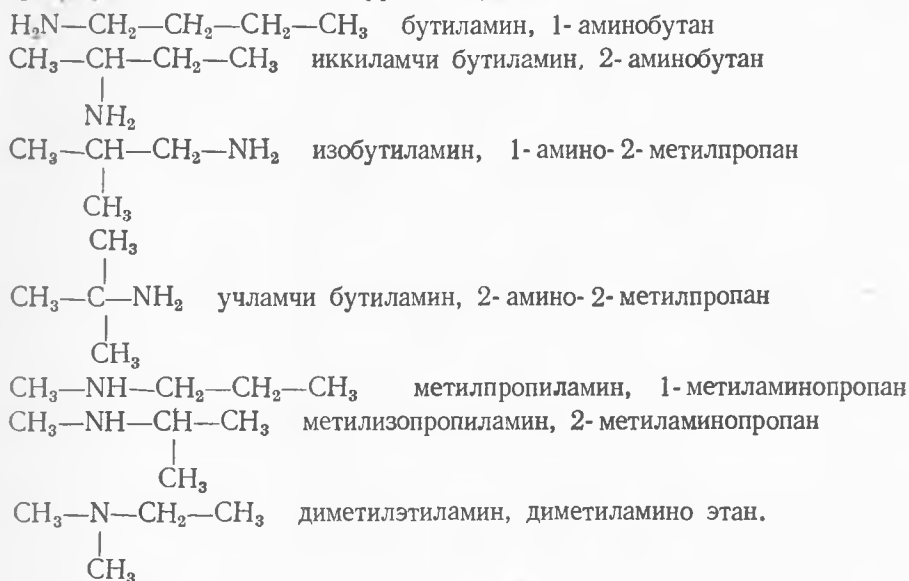 H₂N—CH₂—CH₂—CH₂—CH₃ бутиламин, 1- аминобутан
CH₃—CH—CH₂—CH₃ иккиламчи бутиламин, 2- аминобутан
|
NH₂
CH₃—CH—CH₂—NH₂ изобутиламин, 1- амино- 2- метилпропан
|
CH₃
CH₃
|
CH₃—C—NH₂ учламчи бутиламин, 2- амино- 2- метилпропан
|
CH₃
CH₃—NH—CH₂—CH₂—CH₃ метилпропиламин, 1- метиламинопропан
CH₃—NH—CH—CH₃ метилизопропиламин, 2- метиламинопропан
|
CH₃
CH₃—N—CH₂—CH₃ диметилэтиламин, диметиламино этан.
|
CH₃